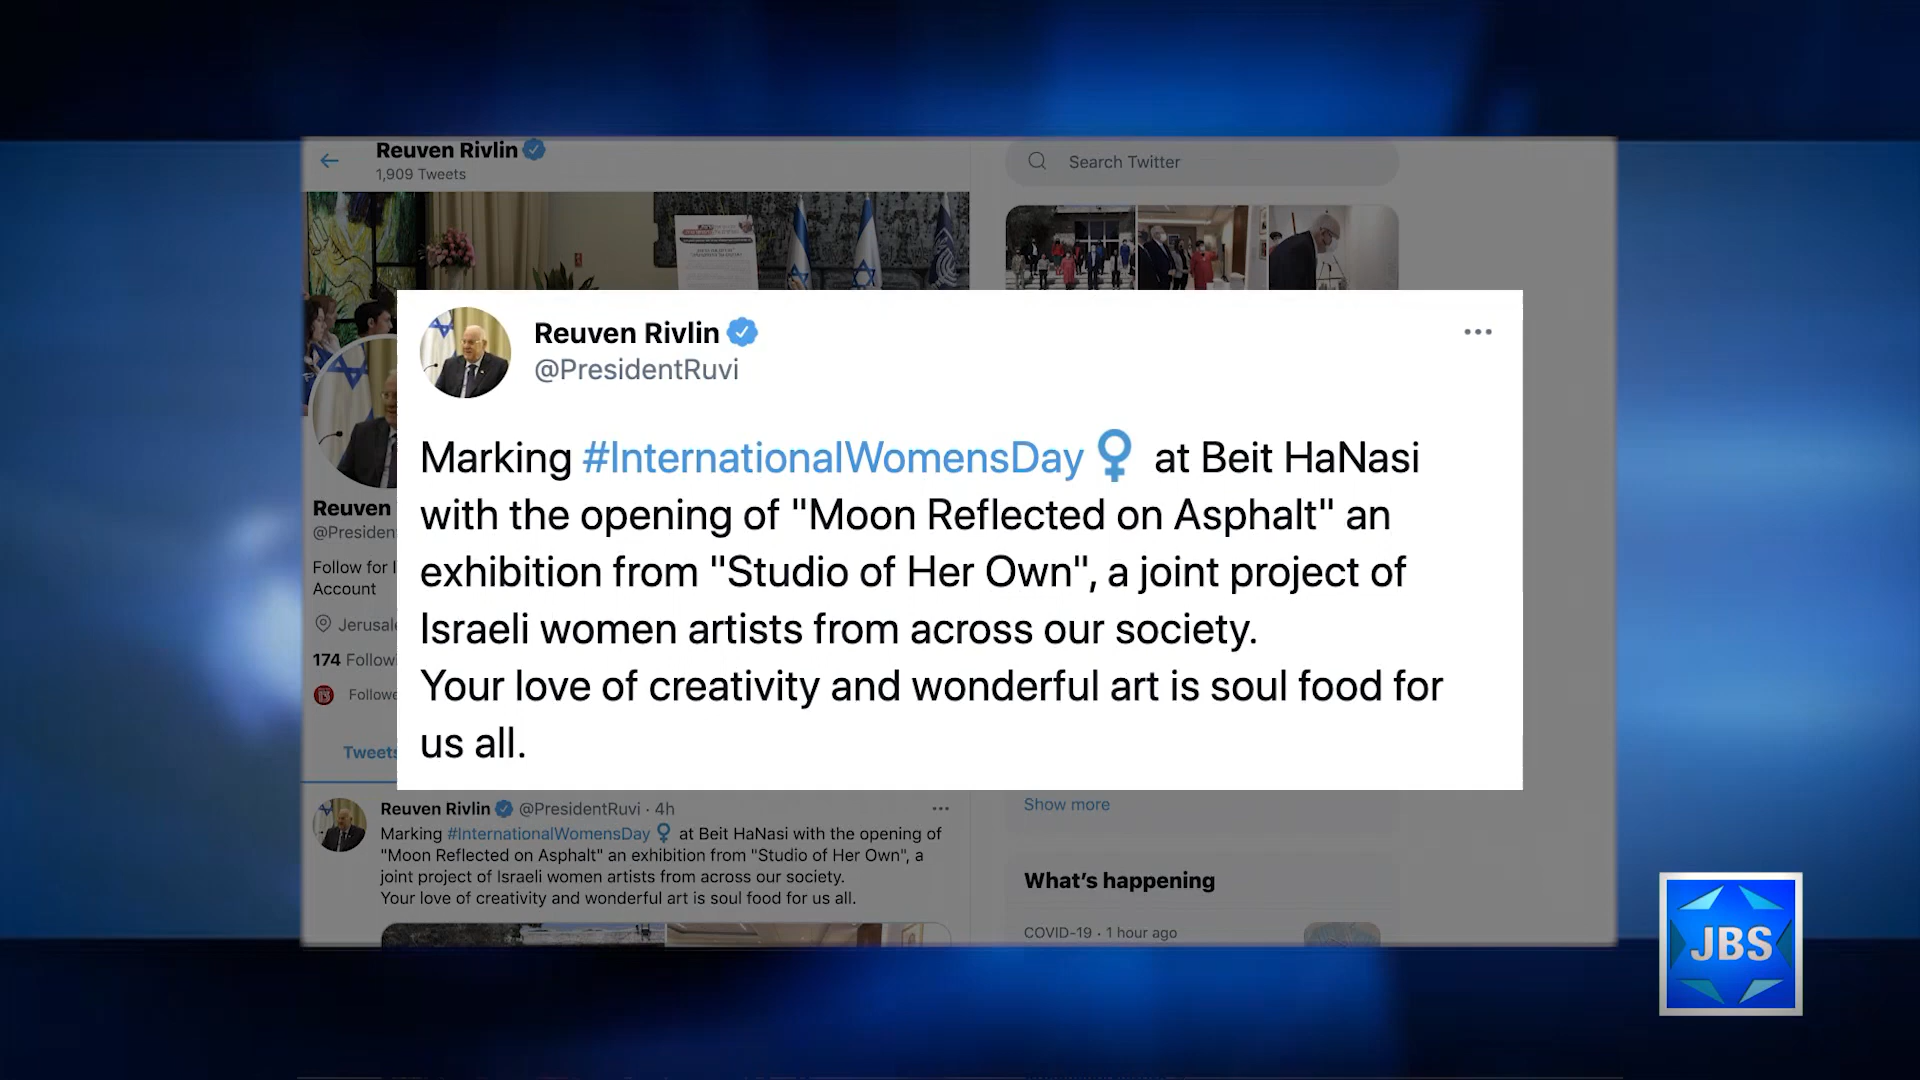 Reuven Rivlin
1,909 Tweets
Search Twitter
Reuven Rivlin
@PresidentRuvi
Marking #InternationalWomensDay at Beit HaNasi
with the opening of "Moon Reflected on Asphalt" an
exhibition from "Studio of Her Own", a joint project of
Israeli women artists from across our society.
Your love of creativity and wonderful art is soul food for
us all.
Reuven
@Presiden
Follow for I
Account
Jerusal
174 Followi
Followe
Tweets
Reuven Rivlin @PresidentRuvi · 4h
Marking #InternationalWomensDay at Beit HaNasi with the opening of
"Moon Reflected on Asphalt" an exhibition from "Studio of Her Own", a
joint project of Israeli women artists from across our society.
Your love of creativity and wonderful art is soul food for us all.
Show more
What's happening
COVID-19 · 1 hour ago
JBS